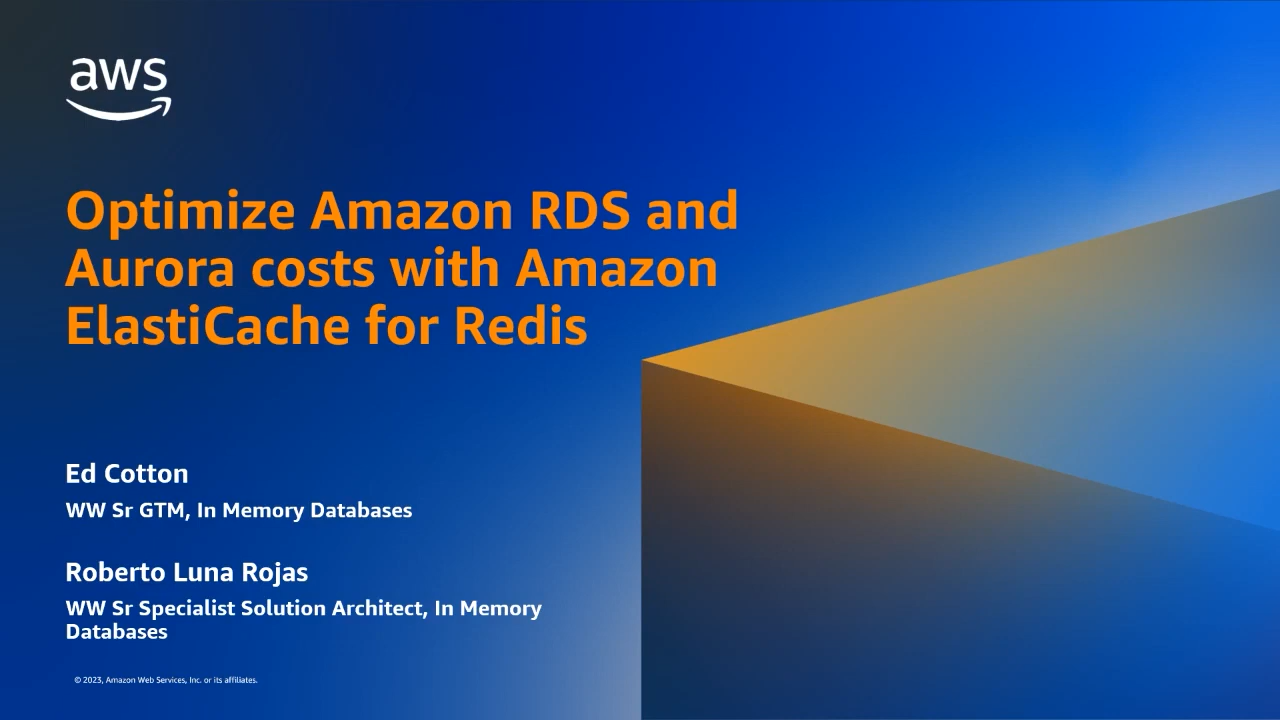 aws
Optimize Amazon RDS and
Aurora costs with Amazon
ElastiCache for Redis
Ed Cotton
WW Sr GTM, In Memory Databases
Roberto Luna Rojas
WW Sr Specialist Solution Architect, In Memory
Databases
© 2023, Amazon Web Services, Inc. or its affiliates.